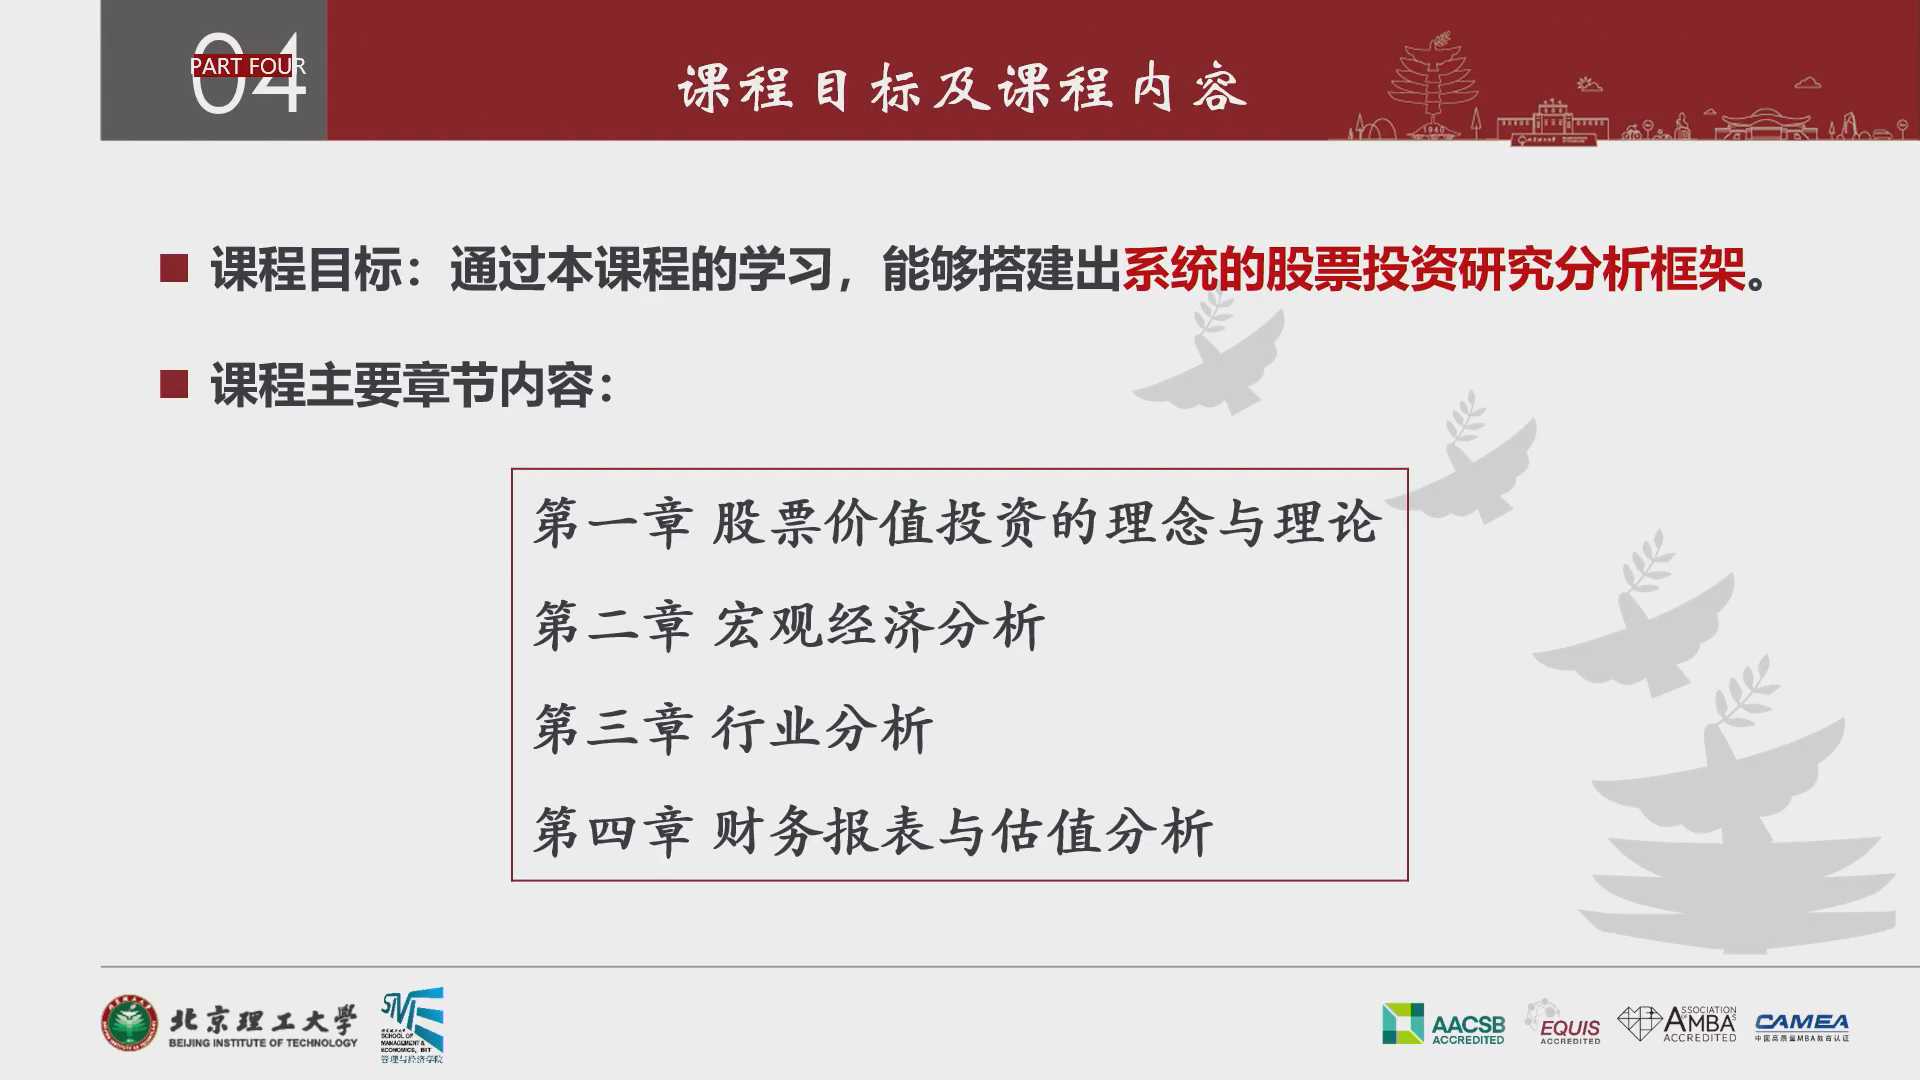 04
PART FOUR
课程目标及课程内容
1940
课程目标：通过本课程的学习，能够搭建出系统的股票投资研究分析框架。
课程主要章节内容：
第一章 股票价值投资的理念与理论
第二章 宏观经济分析
第三章 行业分析
第四章 财务报表与估值分析
北京理工大学
BEIJING INSTITUTE OF TECHNOLOGY
SCHOOL OF
MANAGEMENT &
ECONOMICS, BIT
管理与经济学院
AACSB
ACCREDITED
EQUIS
ACCREDITED
ASSOCIATION
AMBA'S
ACCREDITED
CAMEA
中国高质量MBA教育认证